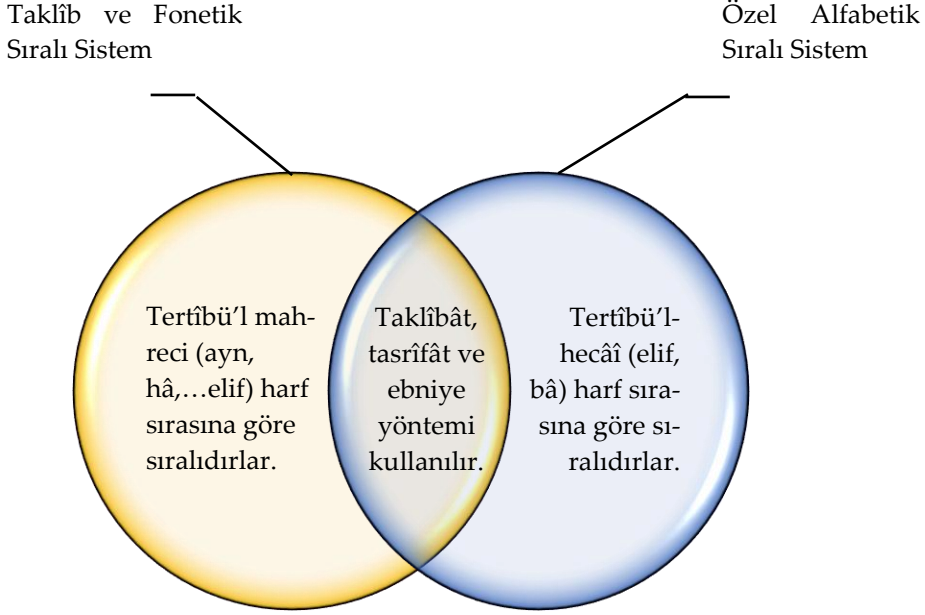 Taklîb ve Fonetik
Sıralı Sistem
Özel Alfabetik
Sıralı Sistem
Tertîbü’l mah-
reci (ayn,
hâ,…elif) harf
sırasına göre
sıralıdırlar.
Taklîbât,
tasrîfât ve
ebniye
yöntemi
kullanılır.
Tertîbü’l-
hecâî (elif,
bâ) harf sıra-
sına göre sı-
ralıdırlar.